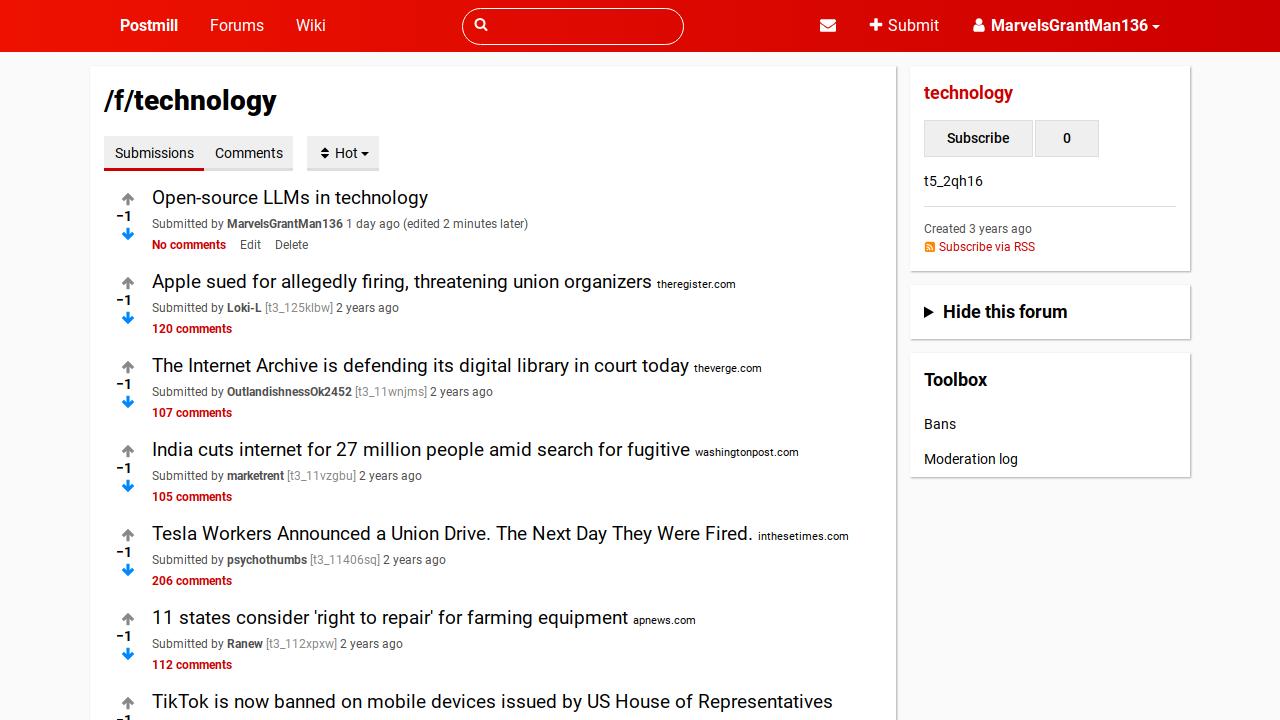 Postmill Forums Wiki Submit MarvelsGrantMan136
/f/technology
Submissions Comments Hot
Open-source LLMs in technology
−1
Submitted by MarvelsGrantMan136 1 day ago (edited 2 minutes later)
No comments Edit Delete
Apple sued for allegedly firing, threatening union organizers theregister.com
−1
Submitted by Loki-L [t3_125klbw] 2 years ago
120 comments
The Internet Archive is defending its digital library in court today theverge.com
−1
Submitted by OutlandishnessOk2452 [t3_11wnjms] 2 years ago
107 comments
India cuts internet for 27 million people amid search for fugitive washingtonpost.com
−1
Submitted by marketrent [t3_11vzgbu] 2 years ago
105 comments
Tesla Workers Announced a Union Drive. The Next Day They Were Fired. inthesetimes.com
−1
Submitted by psychothumbs [t3_11406sq] 2 years ago
206 comments
11 states consider 'right to repair' for farming equipment apnews.com
−1
Submitted by Ranew [t3_112xpxw] 2 years ago
112 comments
TikTok is now banned on mobile devices issued by US House of Representatives
−1
technology
Subscribe 0
t5_2qh16
Created 3 years ago
Subscribe via RSS
Hide this forum
Toolbox
Bans
Moderation log